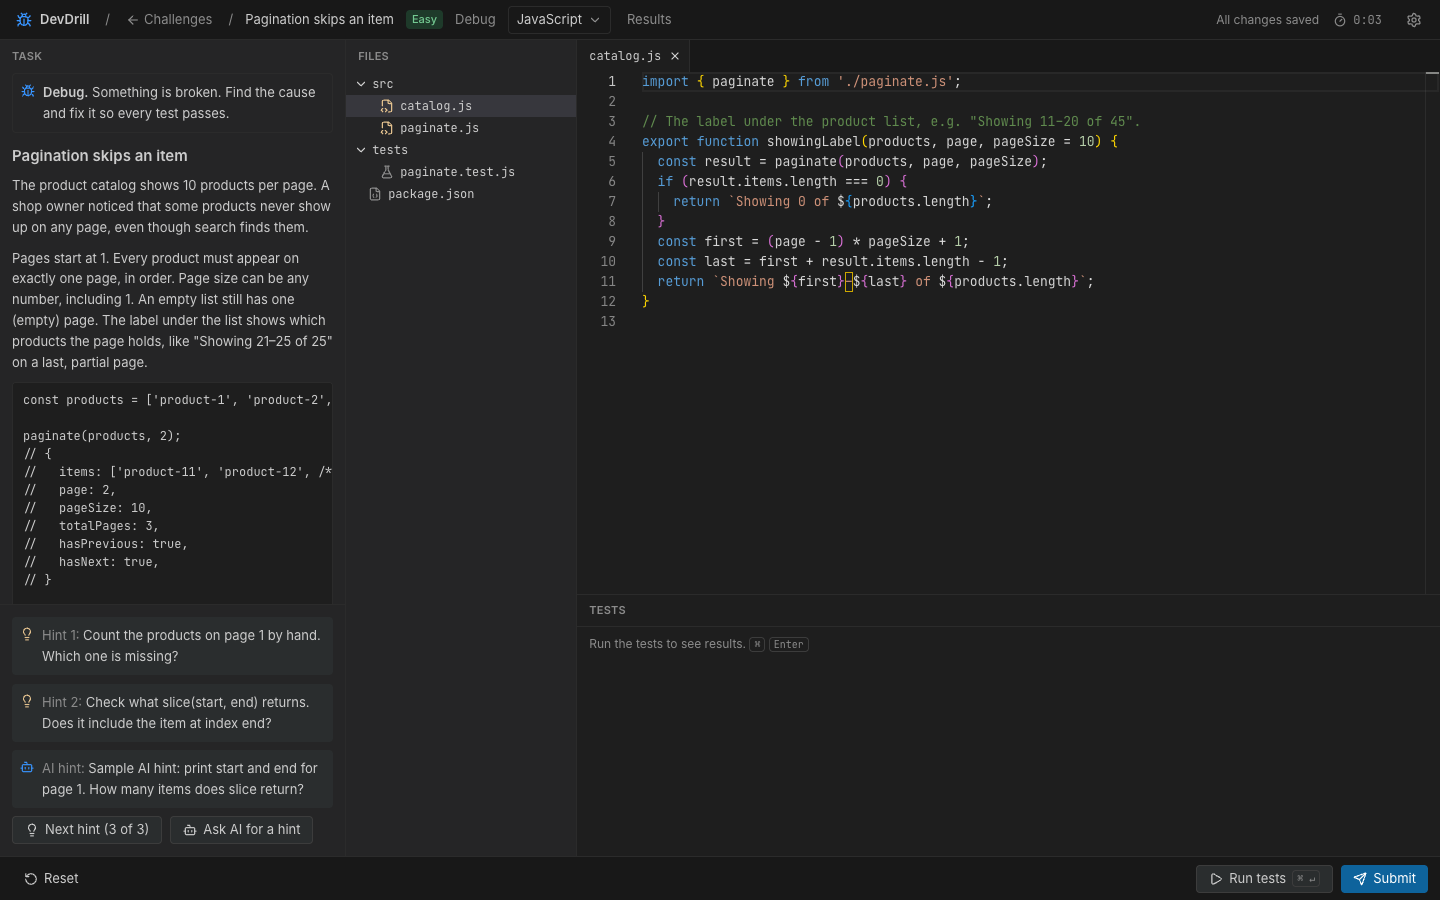 DevDrill / ← Challenges / Pagination skips an item Easy Debug JavaScript Results All changes saved 0:03
TASK
Debug. Something is broken. Find the cause
and fix it so every test passes.
Pagination skips an item
The product catalog shows 10 products per page. A
shop owner noticed that some products never show
up on any page, even though search finds them.
Pages start at 1. Every product must appear on
exactly one page, in order. Page size can be any
number, including 1. An empty list still has one
(empty) page. The label under the list shows which
products the page holds, like "Showing 21–25 of 25"
on a last, partial page.
const products = ['product-1', 'product-2',
paginate(products, 2);
// {
//   items: ['product-11', 'product-12', /*
//   page: 2,
//   pageSize: 10,
//   totalPages: 3,
//   hasPrevious: true,
//   hasNext: true,
// }
Hint 1: Count the products on page 1 by hand.
Which one is missing?
Hint 2: Check what slice(start, end) returns.
Does it include the item at index end?
AI hint: Sample AI hint: print start and end for
page 1. How many items does slice return?
Next hint (3 of 3) Ask AI for a hint
FILES
src
catalog.js
paginate.js
tests
paginate.test.js
package.json
catalog.js
1 import { paginate } from './paginate.js';
2
3 // The label under the product list, e.g. "Showing 11–20 of 45".
4 export function showingLabel(products, page, pageSize = 10) {
5   const result = paginate(products, page, pageSize);
6   if (result.items.length === 0) {
7     return `Showing 0 of ${products.length}`;
8   }
9   const first = (page - 1) * pageSize + 1;
10   const last = first + result.items.length - 1;
11   return `Showing ${first}–${last} of ${products.length}`;
12 }
13
TESTS
Run the tests to see results. ⌘ Enter
Reset
Run tests ⌘ ↵ Submit